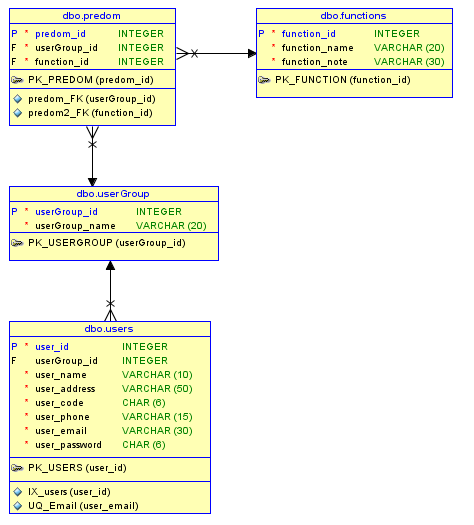 dbo.predom
P * predom_id INTEGER
F * userGroup_id INTEGER
F * function_id INTEGER
PK_PREDOM (predom_id)
predom_FK (userGroup_id)
predom2_FK (function_id)
dbo.functions
P * function_id INTEGER
* function_name VARCHAR (20)
* function_note VARCHAR (30)
PK_FUNCTION (function_id)
dbo.userGroup
P * userGroup_id INTEGER
* userGroup_name VARCHAR (20)
PK_USERGROUP (userGroup_id)
dbo.users
P * user_id INTEGER
F userGroup_id INTEGER
* user_name VARCHAR (10)
* user_address VARCHAR (50)
* user_code CHAR (6)
* user_phone VARCHAR (15)
* user_email VARCHAR (30)
* user_password CHAR (6)
PK_USERS (user_id)
IX_users (user_id)
UQ_Email (user_email)